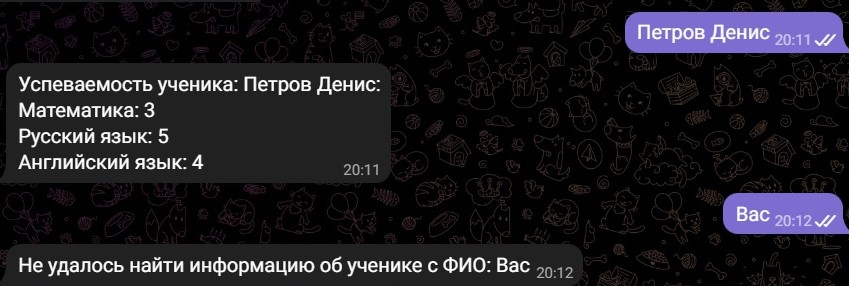 Петров Денис 20:11
Успеваемость ученика: Петров Денис:
Математика: 3
Русский язык: 5
Английский язык: 4
20:11
Вас 20:12
Не удалось найти информацию об ученике с ФИО: Вас 20:12